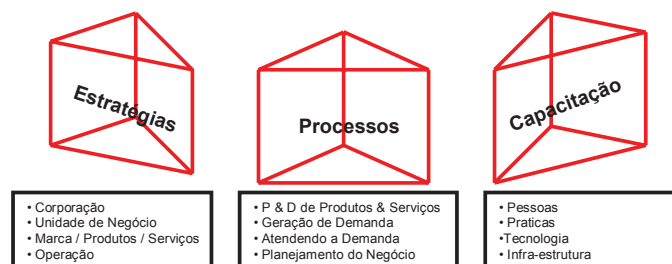 Estratégias
Processos
Capacitação
• Corporação
• Unidade de Negócio
• Marca / Produtos / Serviços
• Operação
• P & D de Produtos & Serviços
• Geração de Demanda
• Atendendo a Demanda
• Planejamento do Negócio
• Pessoas
• Praticas
•Tecnologia
• Infra-estrutura